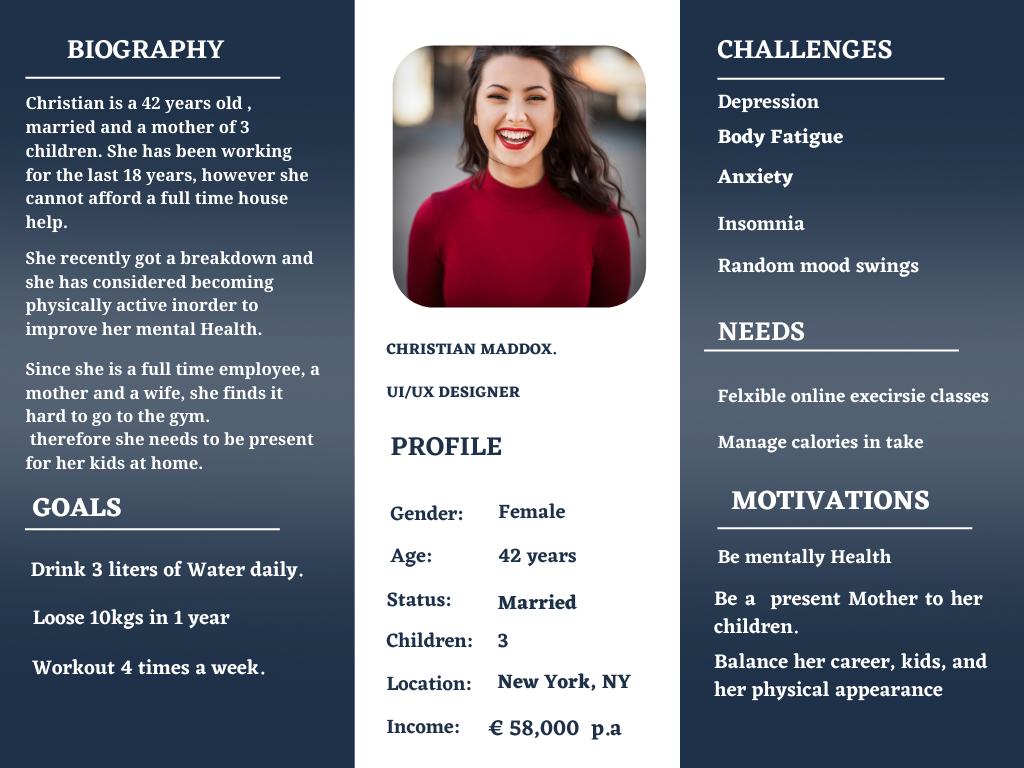 BIOGRAPHY
Christian is a 42 years old ,
married and a mother of 3
children. She has been working
for the last 18 years, however she
cannot afford a full time house
help.
She recently got a breakdown and
she has considered becoming
physically active inorder to
improve her mental Health.
Since she is a full time employee, a
mother and a wife, she finds it
hard to go to the gym.
therefore she needs to be present
for her kids at home.
GOALS
Drink 3 liters of Water daily.
Loose 10kgs in 1 year
Workout 4 times a week.
CHRISTIAN MADDOX.
UI/UX DESIGNER
PROFILE
Gender: Female
Age: 42 years
Status: Married
Children: 3
Location: New York, NY
Income: € 58,000 p.a
CHALLENGES
Depression
Body Fatigue
Anxiety
Insomnia
Random mood swings
NEEDS
Felxible online execirsie classes
Manage calories in take
MOTIVATIONS
Be mentally Health
Be a present Mother to her
children.
Balance her career, kids, and
her physical appearance